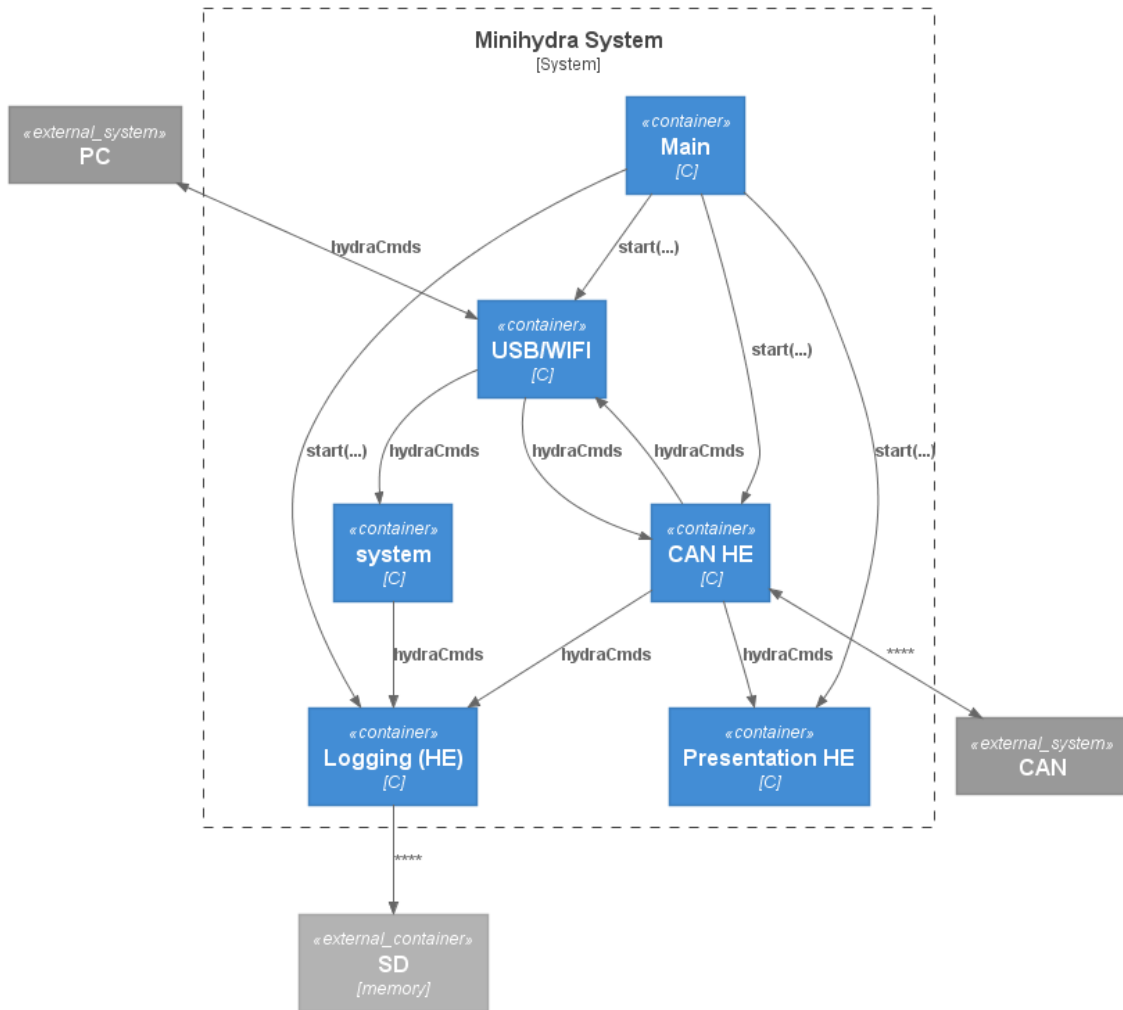 Minihydra System
[System]
«container»
Main
[C]
«external_system»
PC
hydraCmds
start(...)
«container»
USB/WIFI
[C]
start(...)
start(...)
hydraCmds
hydraCmds
hydraCmds
start(...)
«container»
system
[C]
«container»
CAN HE
[C]
hydraCmds
hydraCmds
hydraCmds
****
«container»
Logging (HE)
[C]
«container»
Presentation HE
[C]
«external_system»
CAN
****
«external_container»
SD
[memory]